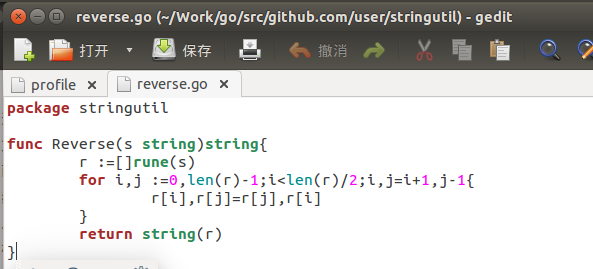 reverse.go (~/Work/go/src/github.com/user/stringutil) - gedit
打开 保存 撤消
profile reverse.go
package stringutil
func Reverse(s string)string{
r :=[]rune(s)
for i,j :=0,len(r)-1;i<len(r)/2;i,j=i+1,j-1{
r[i],r[j]=r[j],r[i]
}
return string(r)
}